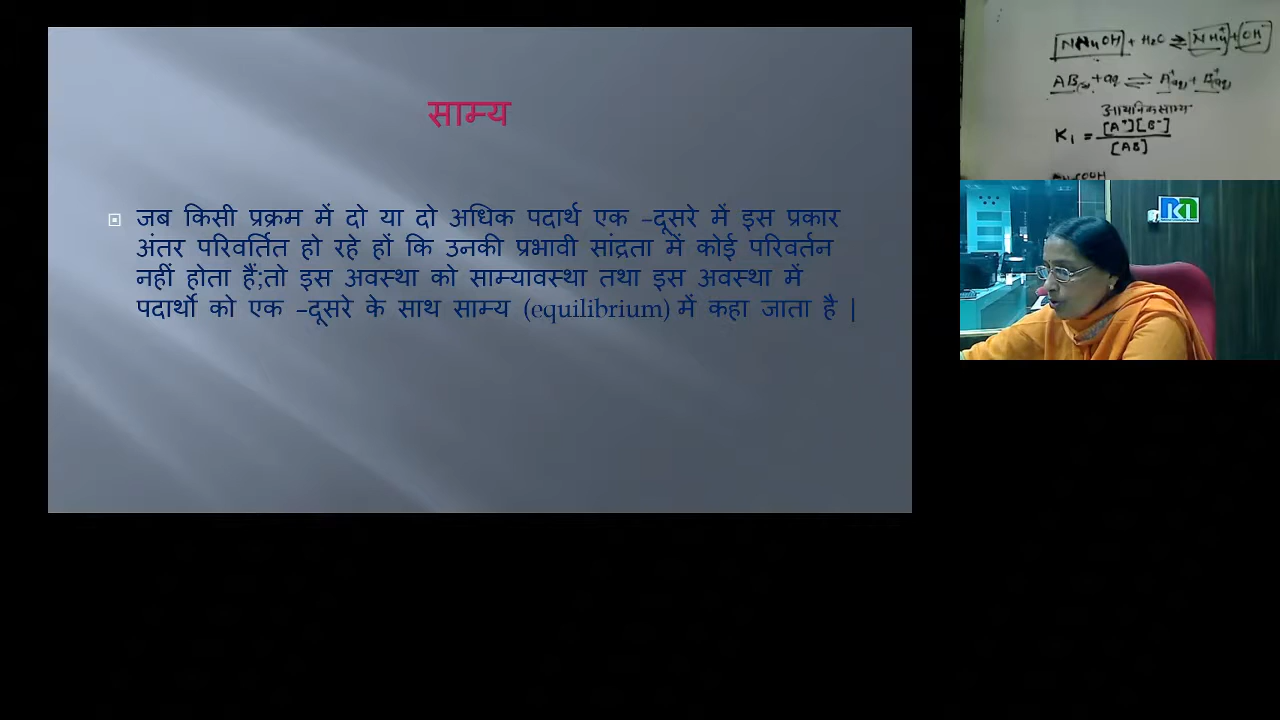 साम्य
जब किसी प्रक्रम में दो या दो अधिक पदार्थ एक –दूसरे में इस प्रकार
अंतर परिवर्तित हो रहे हों कि उनकी प्रभावी सांद्रता में कोई परिवर्तन
नहीं होता हैं;तो इस अवस्था को साम्यावस्था तथा इस अवस्था में
पदार्थो को एक –दूसरे के साथ साम्य (equilibrium) में कहा जाता है |
NH₄OH + H₂O ⇌ NH₄⁺ + OH⁻
AB(s) + aq ⇌ A⁺(aq) + B⁺(aq)
आयनिक साम्य
K₁ = [A⁺][B⁻]
[AB]